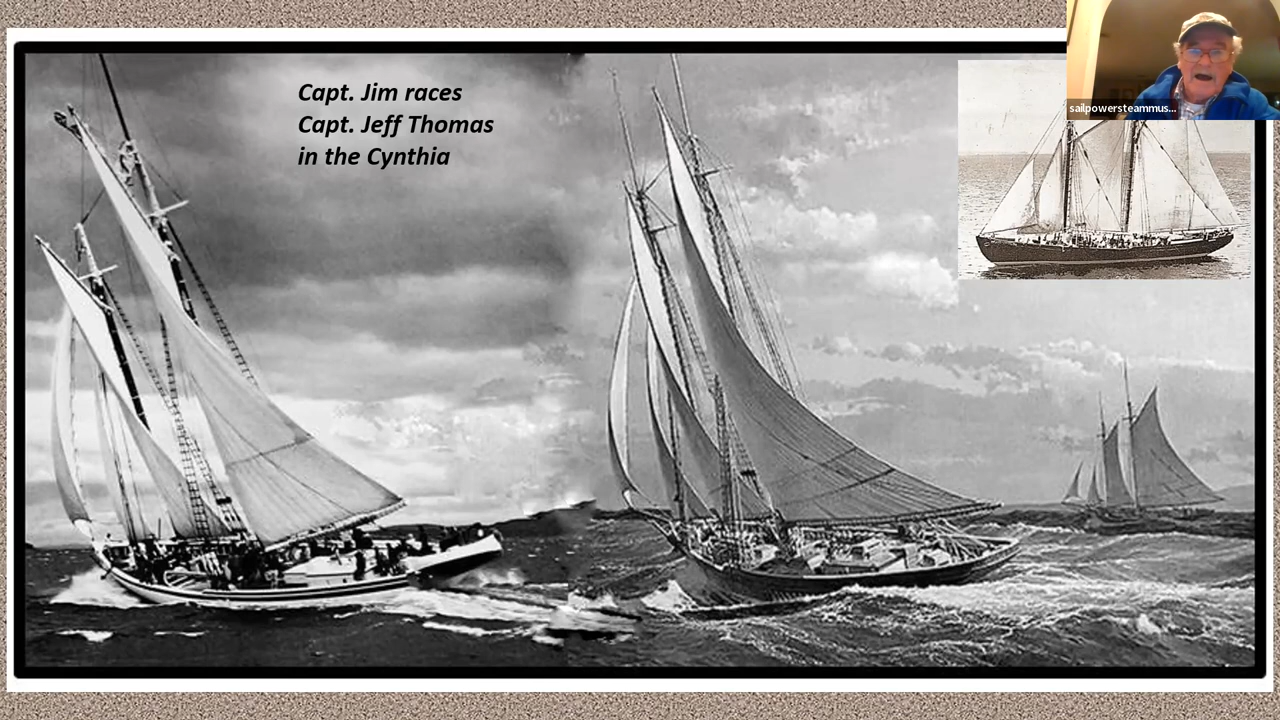 Capt. Jim races
Capt. Jeff Thomas
in the Cynthia
sailpowersteammus...